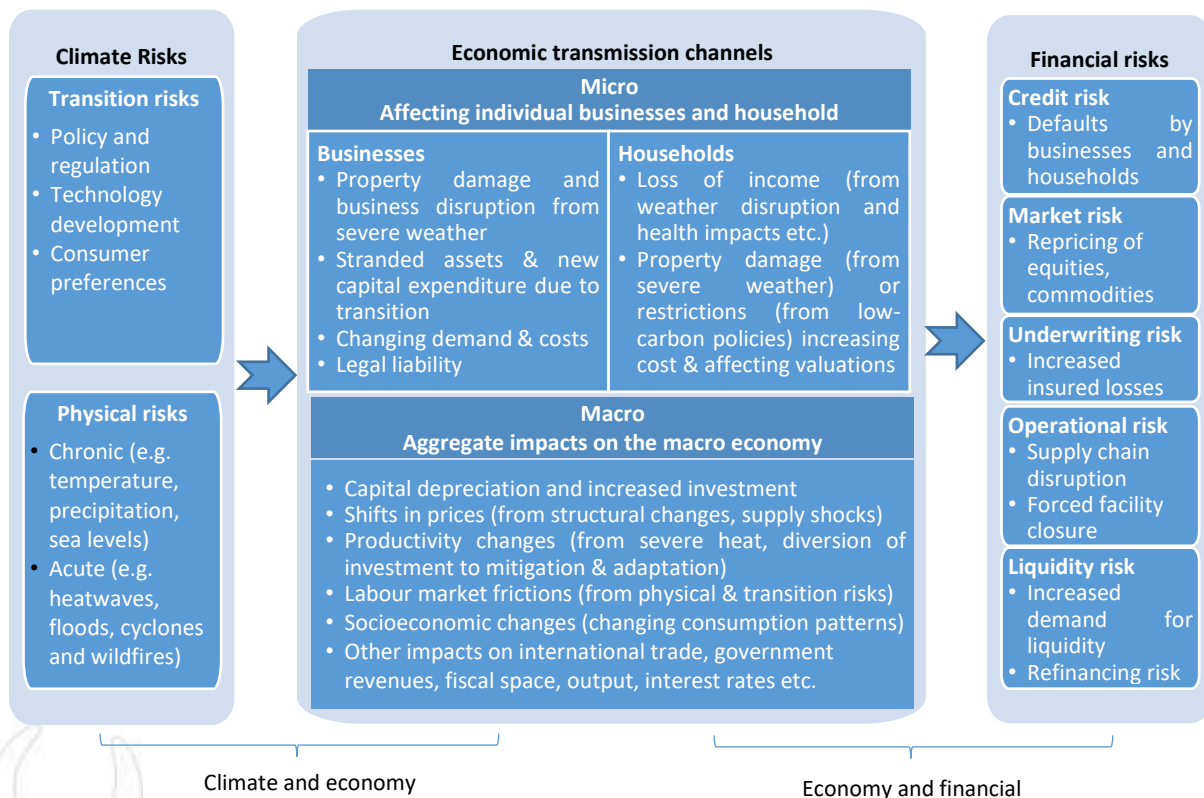 Climate Risks
Transition risks
• Policy and
regulation
• Technology
development
• Consumer
preferences
Physical risks
• Chronic (e.g.
temperature,
precipitation,
sea levels)
• Acute (e.g.
heatwaves,
floods, cyclones
and wildfires)
Economic transmission channels
Micro
Affecting individual businesses and household
Businesses
• Property damage and
business disruption from
severe weather
• Stranded assets & new
capital expenditure due to
transition
• Changing demand & costs
• Legal liability
Households
• Loss of income (from
weather disruption and
health impacts etc.)
• Property damage (from
severe weather) or
restrictions (from low-
carbon policies) increasing
cost & affecting valuations
Macro
Aggregate impacts on the macro economy
• Capital depreciation and increased investment
• Shifts in prices (from structural changes, supply shocks)
• Productivity changes (from severe heat, diversion of
investment to mitigation & adaptation)
• Labour market frictions (from physical & transition risks)
• Socioeconomic changes (changing consumption patterns)
• Other impacts on international trade, government
revenues, fiscal space, output, interest rates etc.
Financial risks
Credit risk
• Defaults by
businesses and
households
Market risk
• Repricing of
equities,
commodities
Underwriting risk
• Increased
insured losses
Operational risk
• Supply chain
disruption
• Forced facility
closure
Liquidity risk
• Increased
demand for
liquidity
• Refinancing risk
Climate and economy
Economy and financial